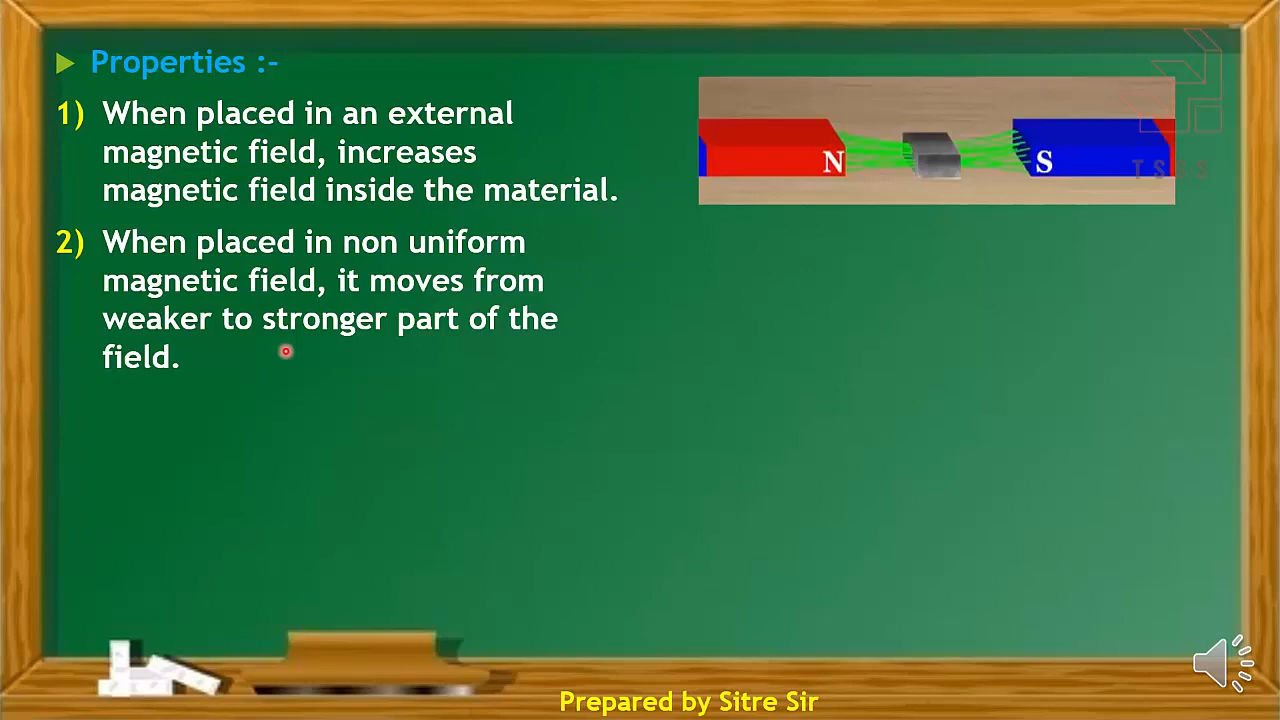 Properties :-
1) When placed in an external
magnetic field, increases
magnetic field inside the material.
2) When placed in non uniform
magnetic field, it moves from
weaker to stronger part of the
field.
N
S
TSSS
Prepared by Sitre Sir